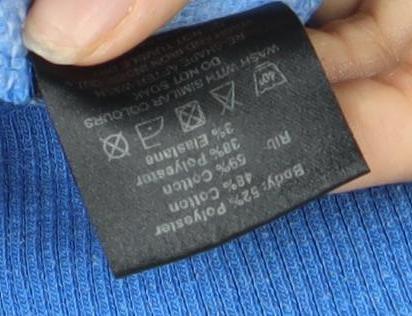 Body: 52% Polyester
48% Cotton
Rib: 59% Cotton
38% Polyester
3% Elastane
40°
WASH WITH SIMILAR COLOURS
DO NOT SOAK,